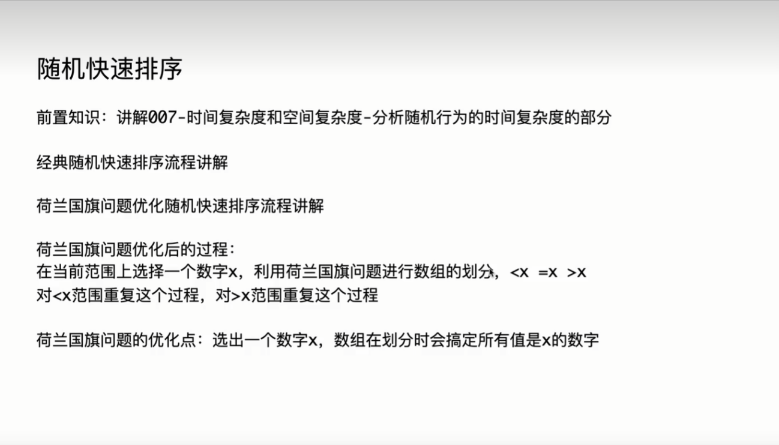 随机快速排序
前置知识：讲解007-时间复杂度和空间复杂度-分析随机行为的时间复杂度的部分
经典随机快速排序流程讲解
荷兰国旗问题优化随机快速排序流程讲解
荷兰国旗问题优化后的过程：
在当前范围上选择一个数字x，利用荷兰国旗问题进行数组的划分，<x =x >x
对<x范围重复这个过程，对>x范围重复这个过程
荷兰国旗问题的优化点：选出一个数字x，数组在划分时会搞定所有值是x的数字